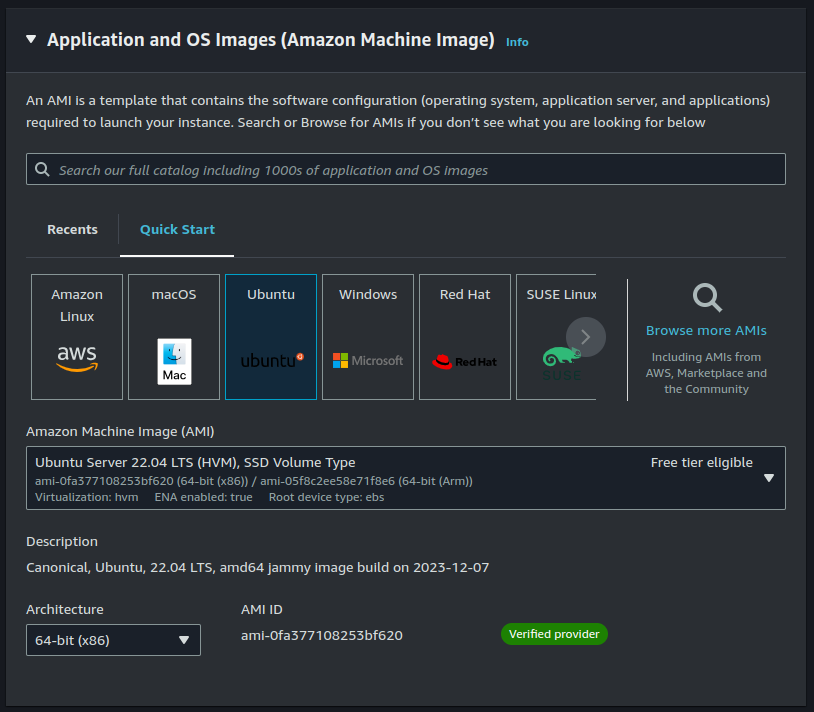 Application and OS Images (Amazon Machine Image) Info
An AMI is a template that contains the software configuration (operating system, application server, and applications)
required to launch your instance. Search or Browse for AMIs if you don’t see what you are looking for below
Search our full catalog including 1000s of application and OS images
Recents
Quick Start
Amazon
Linux
aws
macOS
Mac
Ubuntu
ubuntu
Windows
Microsoft
Red Hat
Red Hat
SUSE Linux
SUSE
Browse more AMIs
Including AMIs from
AWS, Marketplace and
the Community
Amazon Machine Image (AMI)
Ubuntu Server 22.04 LTS (HVM), SSD Volume Type
Free tier eligible
ami-0fa377108253bf620 (64-bit (x86)) / ami-05f8c2ee58e71f8e6 (64-bit (Arm))
Virtualization: hvm ENA enabled: true Root device type: ebs
Description
Canonical, Ubuntu, 22.04 LTS, amd64 jammy image build on 2023-12-07
Architecture
64-bit (x86)
AMI ID
ami-0fa377108253bf620
Verified provider